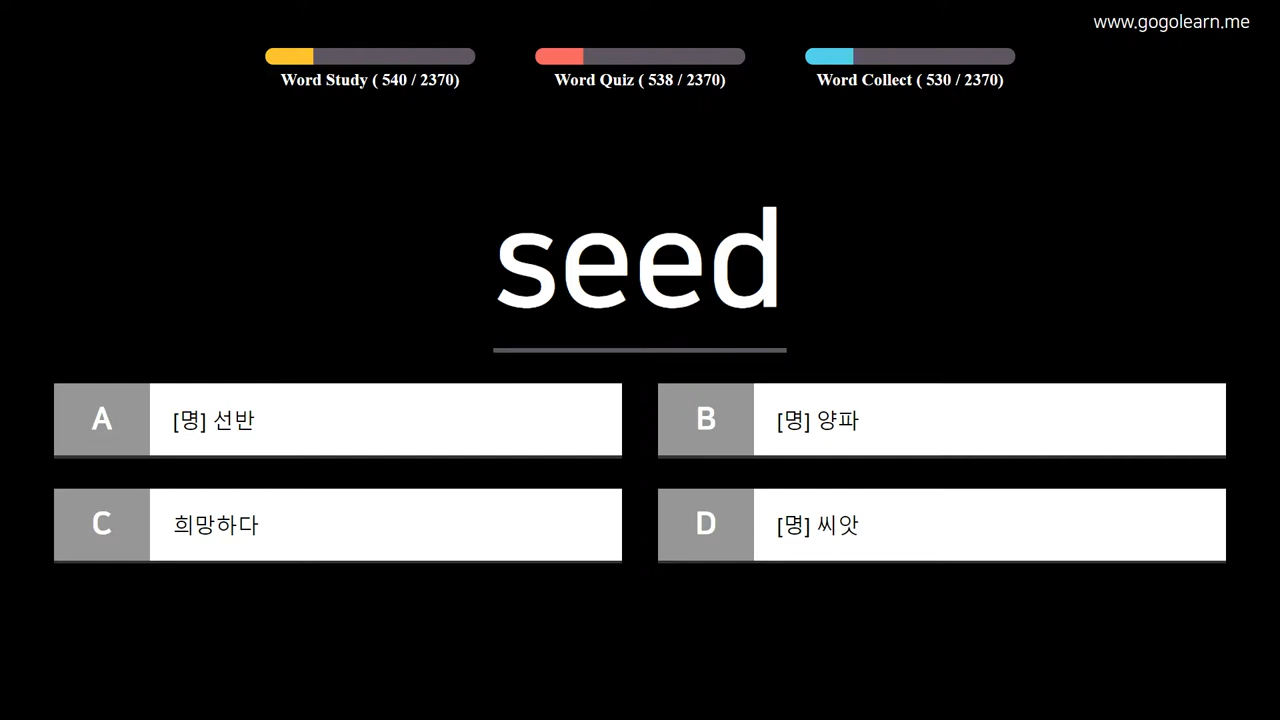 www.gogolearn.me
Word Study ( 540 / 2370)
Word Quiz ( 538 / 2370)
Word Collect ( 530 / 2370)
seed
A [명] 선반
B [명] 양파
C 희망하다
D [명] 씨앗